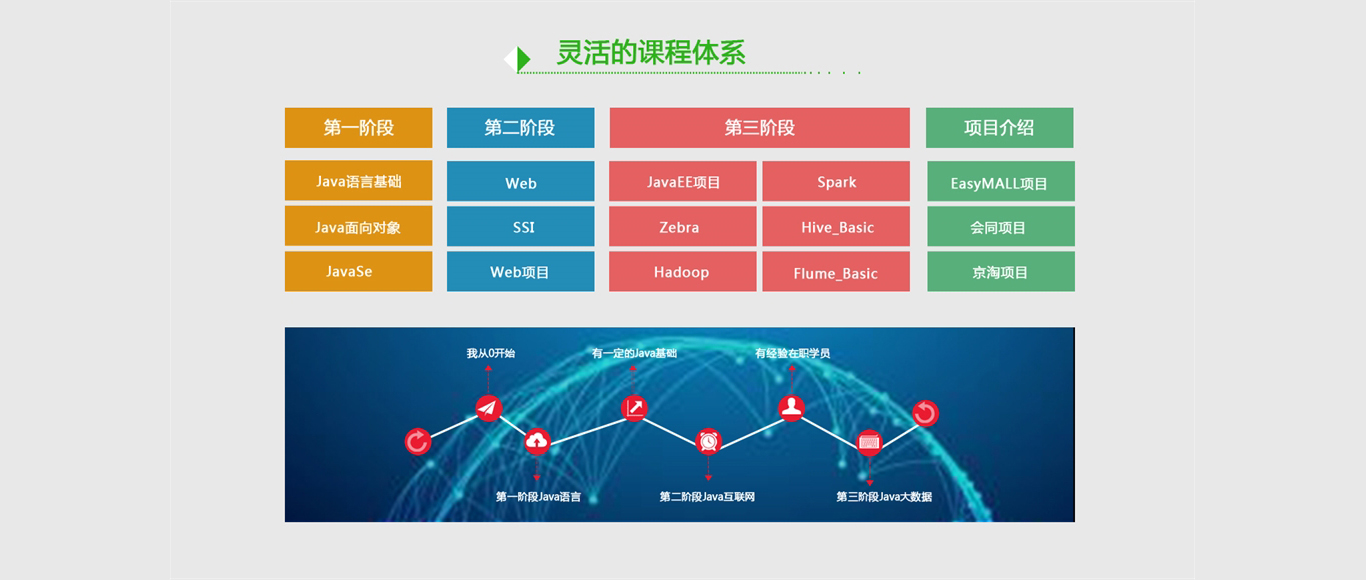 灵活的课程体系
第一阶段
第二阶段
第三阶段
项目介绍
Java语言基础
Web
JavaEE项目
Spark
EasyMALL项目
Java面向对象
SSI
Zebra
Hive_Basic
会同项目
JavaSe
Web项目
Hadoop
Flume_Basic
京淘项目
我从0开始
有一定的Java基础
有经验在职学员
第一阶段Java语言
第二阶段Java互联网
第三阶段Java大数据